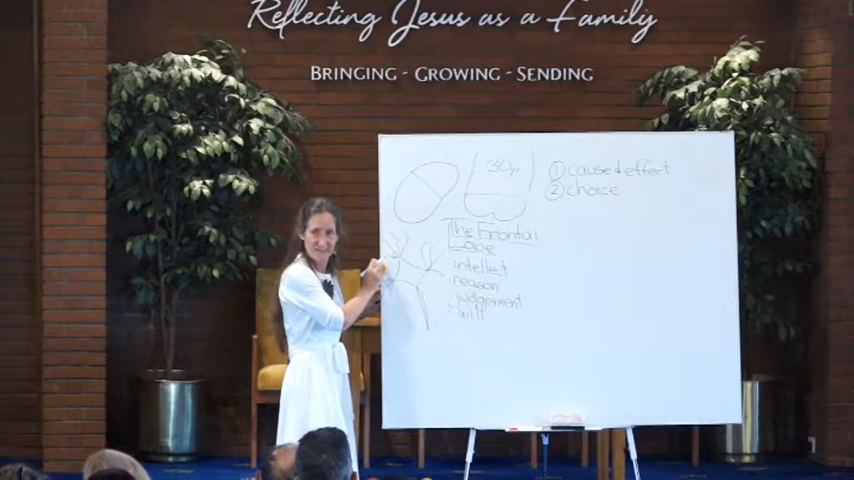 Reflecting Jesus as a Family
BRINGING - GROWING - SENDING
① cause & effect
② choice
The Frontal
Lobe
intellect
reason
judgement
will